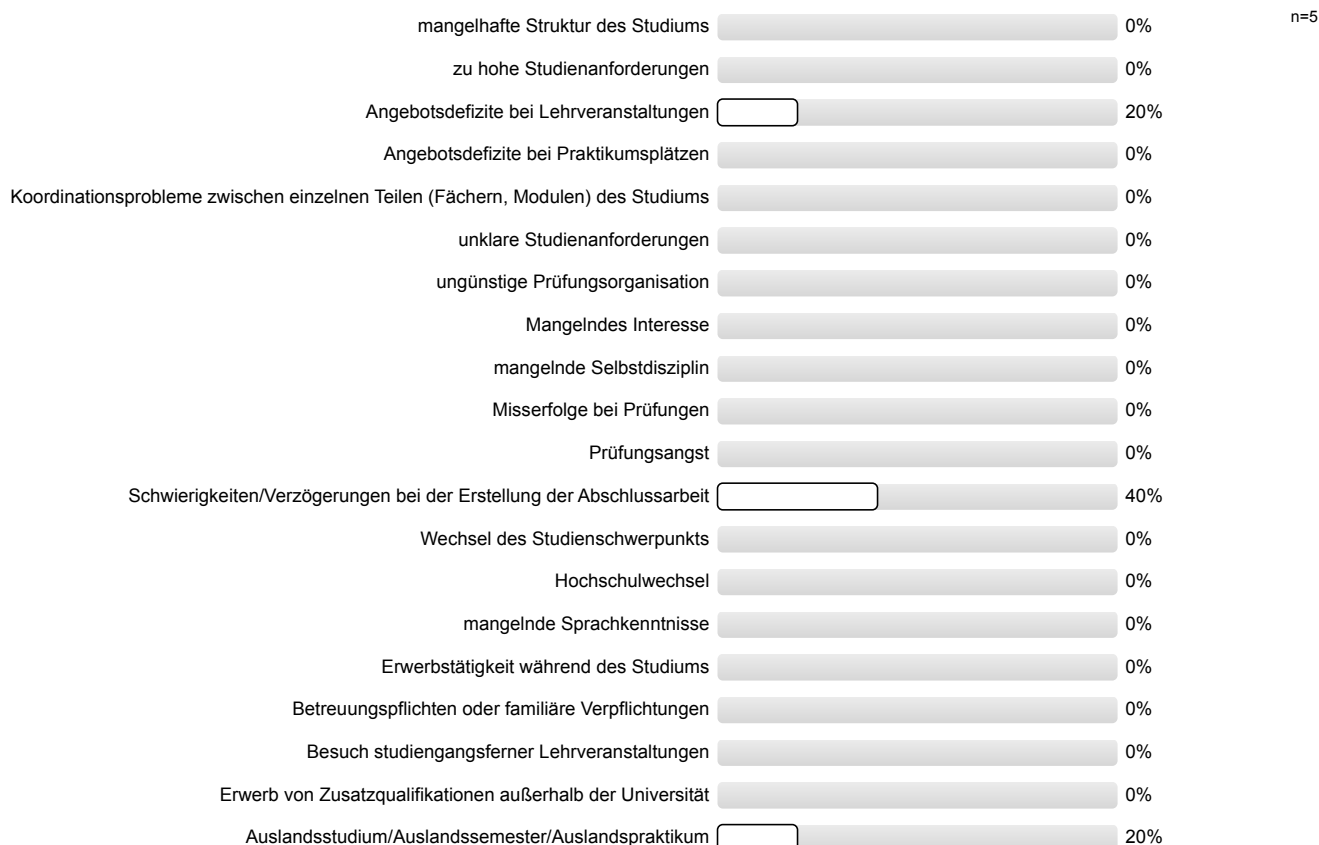 n=5
mangelhafte Struktur des Studiums 0%
zu hohe Studienanforderungen 0%
Angebotsdefizite bei Lehrveranstaltungen 20%
Angebotsdefizite bei Praktikumsplätzen 0%
Koordinationsprobleme zwischen einzelnen Teilen (Fächern, Modulen) des Studiums 0%
unklare Studienanforderungen 0%
ungünstige Prüfungsorganisation 0%
Mangelndes Interesse 0%
mangelnde Selbstdisziplin 0%
Misserfolge bei Prüfungen 0%
Prüfungsangst 0%
Schwierigkeiten/Verzögerungen bei der Erstellung der Abschlussarbeit 40%
Wechsel des Studienschwerpunkts 0%
Hochschulwechsel 0%
mangelnde Sprachkenntnisse 0%
Erwerbstätigkeit während des Studiums 0%
Betreuungspflichten oder familiäre Verpflichtungen 0%
Besuch studiengangsferner Lehrveranstaltungen 0%
Erwerb von Zusatzqualifikationen außerhalb der Universität 0%
Auslandsstudium/Auslandssemester/Auslandspraktikum 20%